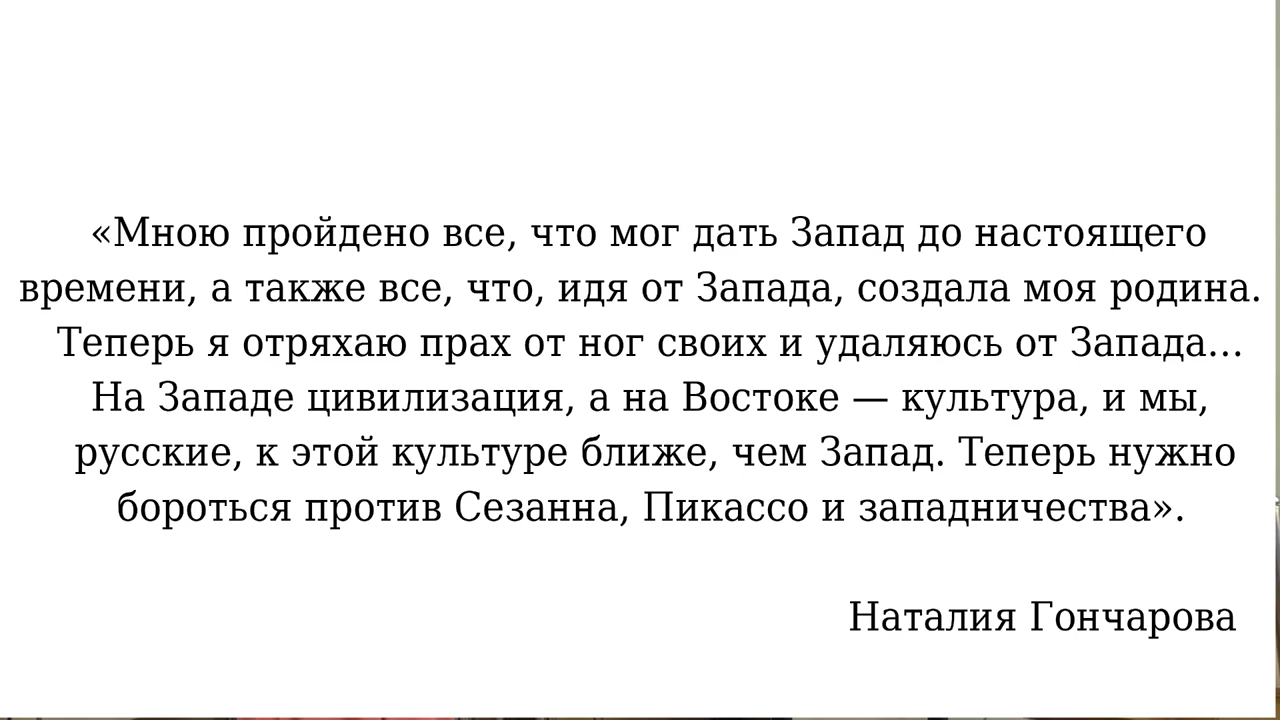 «Мною пройдено все, что мог дать Запад до настоящего
времени, а также все, что, идя от Запада, создала моя родина.
Теперь я отряхаю прах от ног своих и удаляюсь от Запада...
На Западе цивилизация, а на Востоке — культура, и мы,
русские, к этой культуре ближе, чем Запад. Теперь нужно
бороться против Сезанна, Пикассо и западничества».
Наталия Гончарова